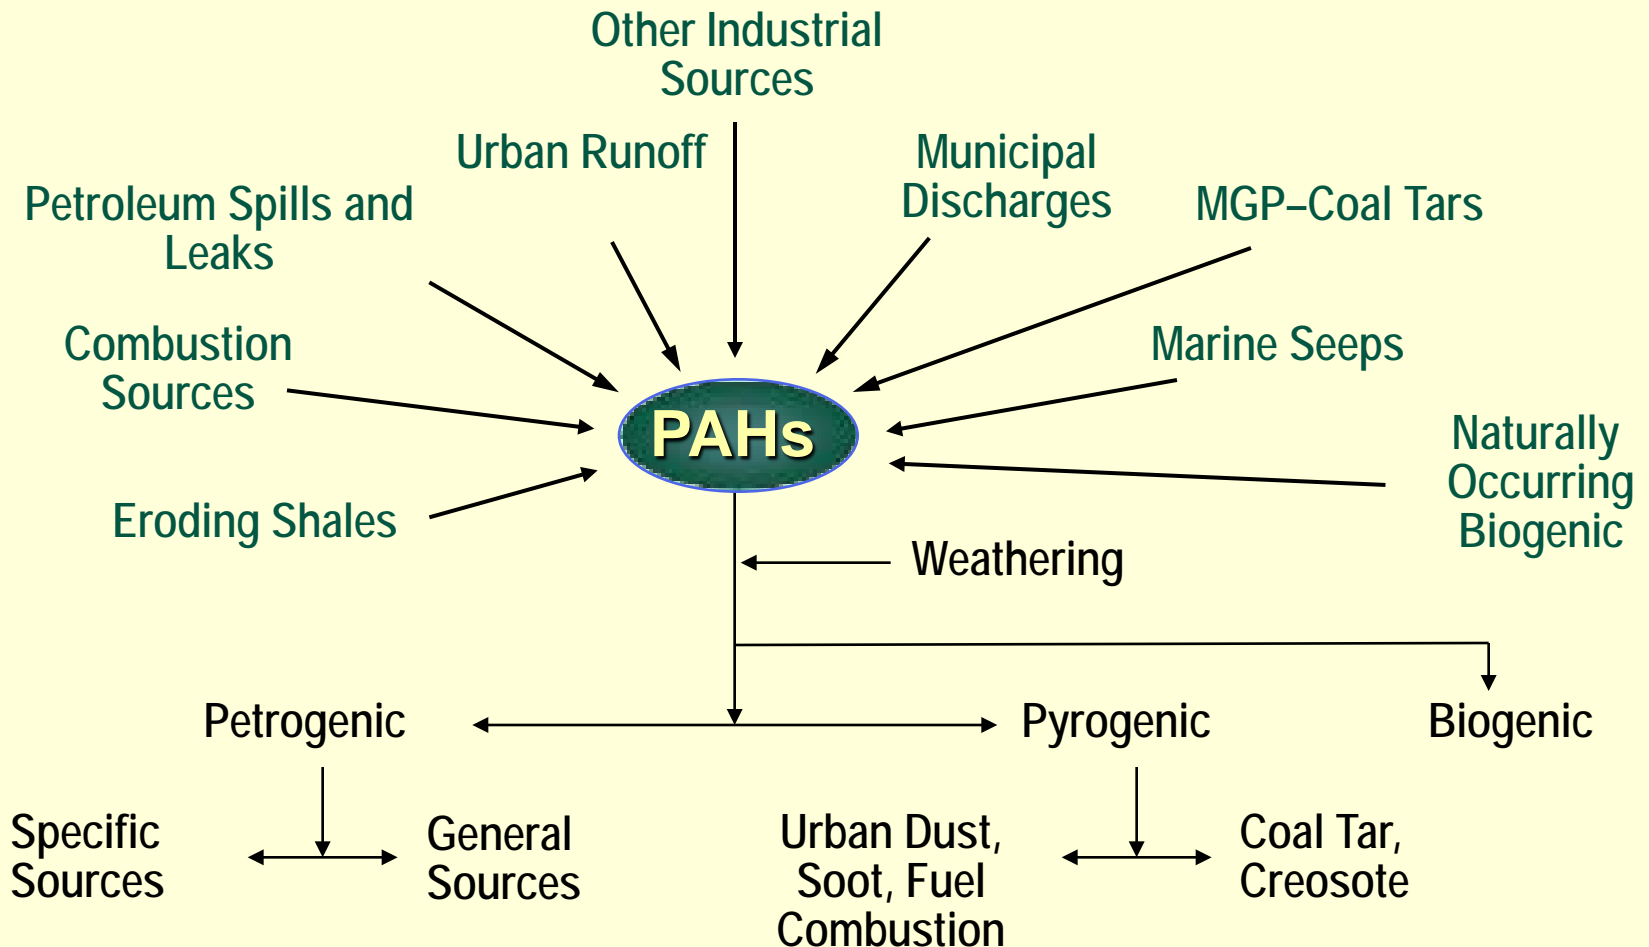 Other Industrial
Sources
Urban Runoff
Municipal
Discharges
Petroleum Spills and
Leaks
MGP–Coal Tars
Combustion
Sources
Marine Seeps
PAHs
Naturally
Occurring
Biogenic
Eroding Shales
Weathering
Petrogenic
Pyrogenic
Biogenic
Specific
Sources
General
Sources
Urban Dust,
Soot, Fuel
Combustion
Coal Tar,
Creosote